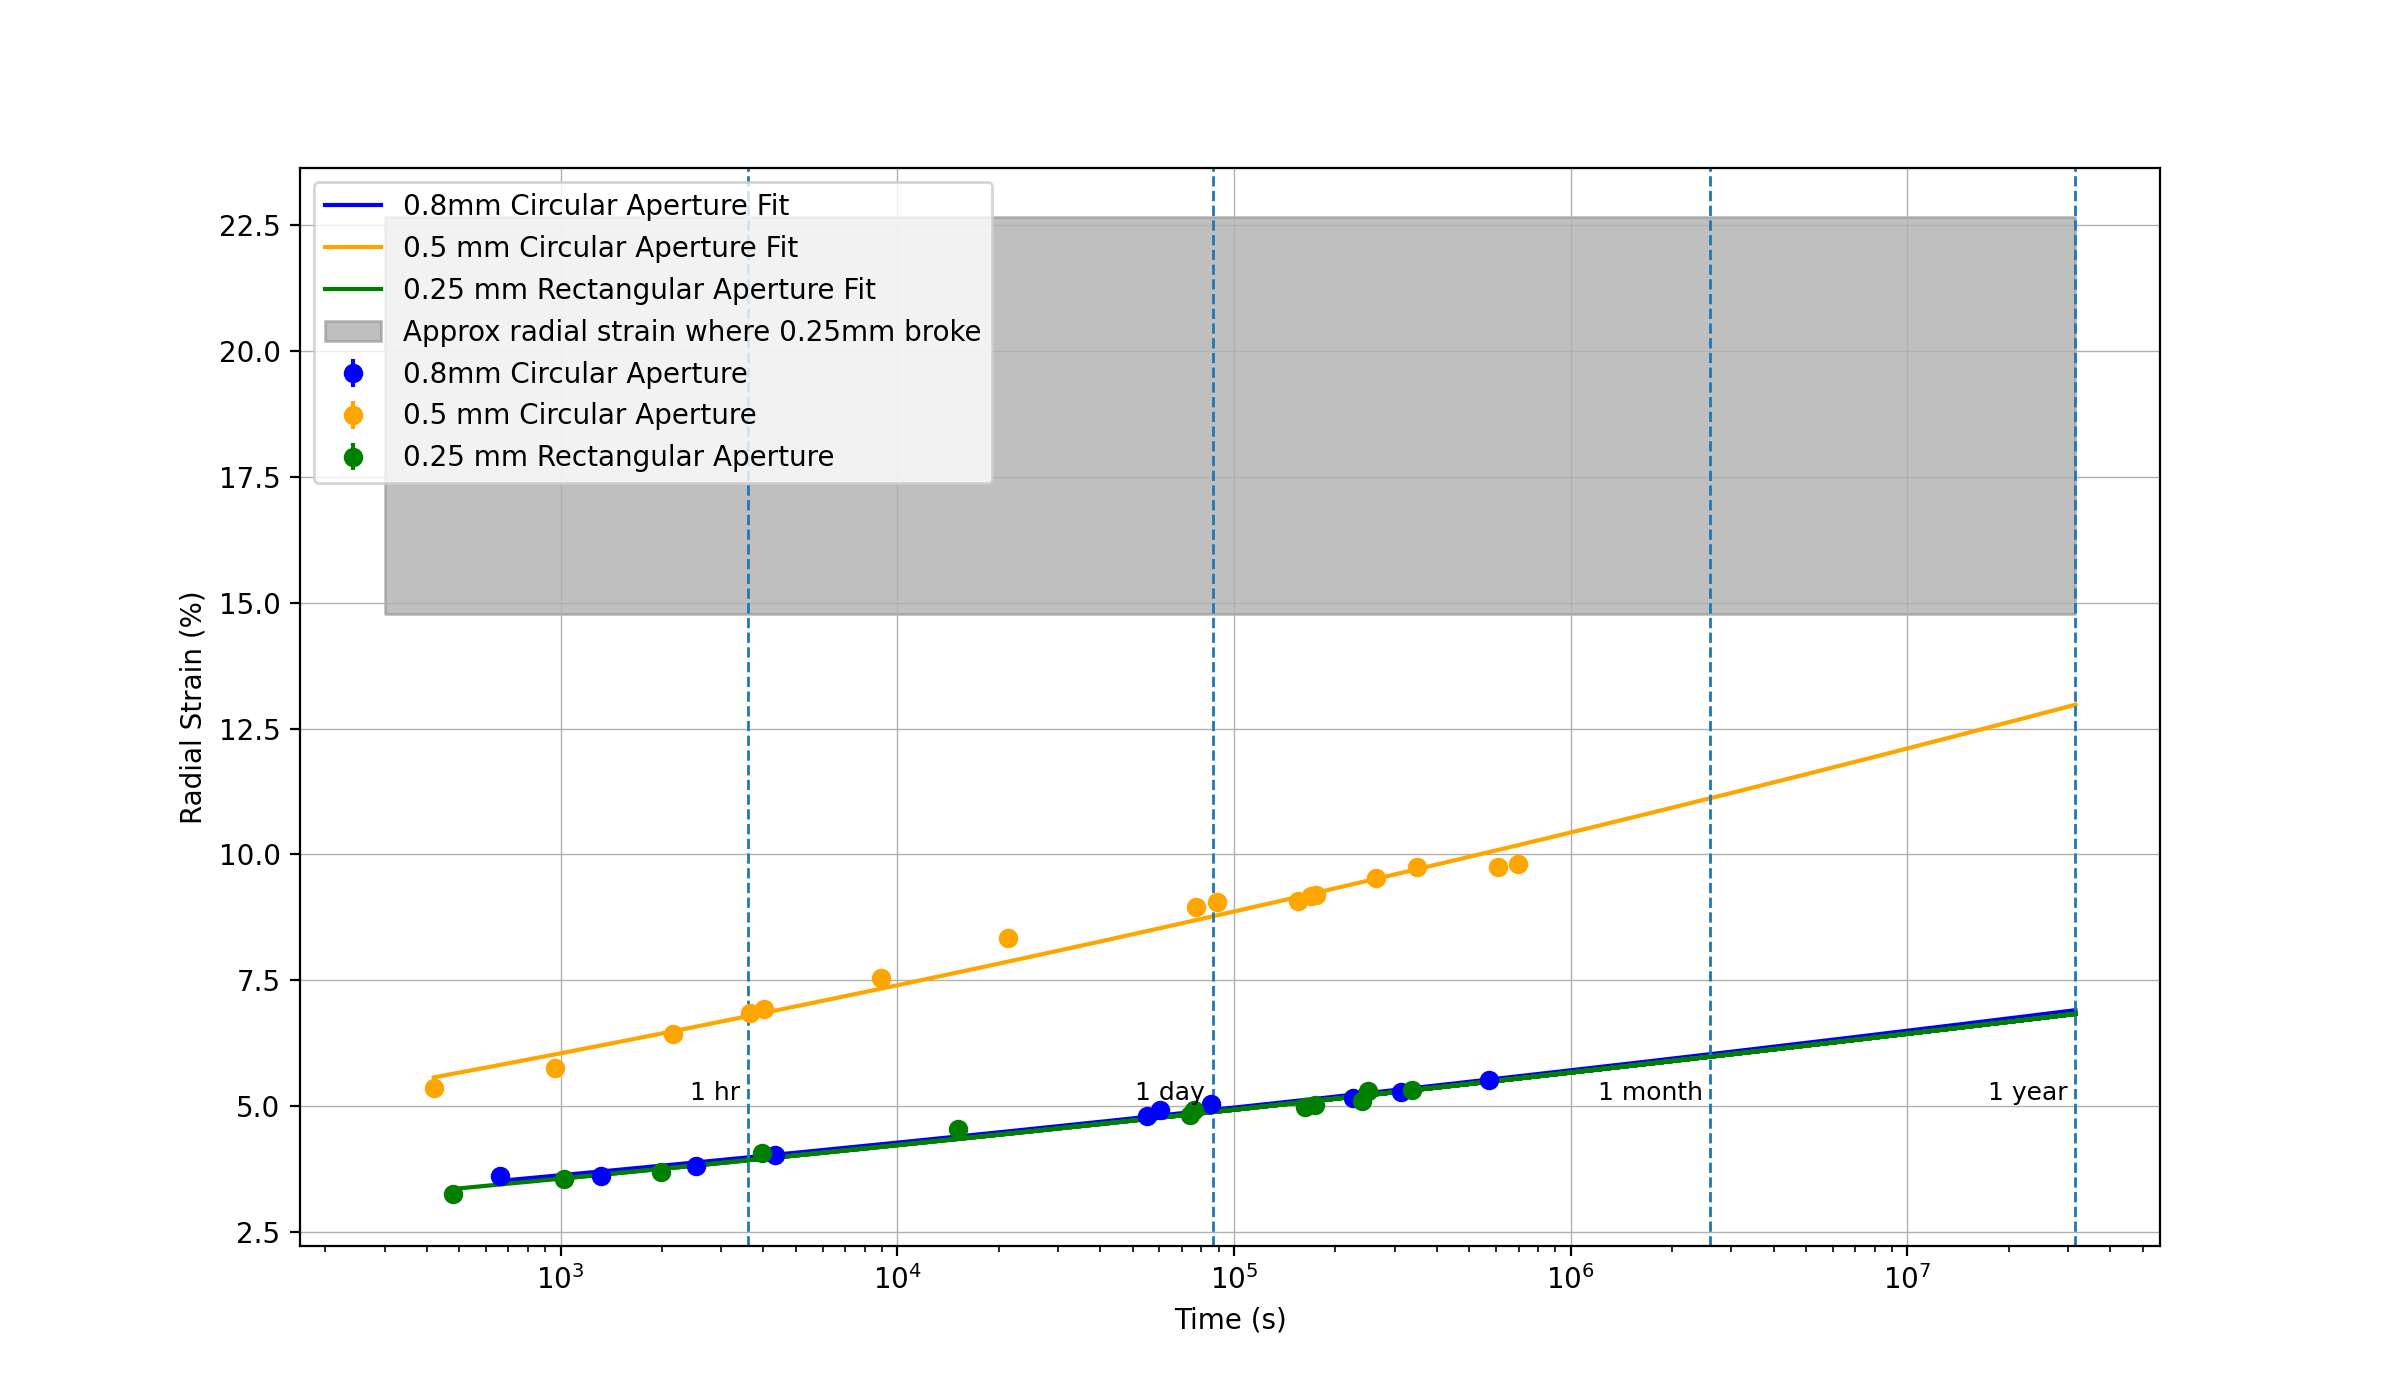 0.8mm Circular Aperture Fit
0.5 mm Circular Aperture Fit
0.25 mm Rectangular Aperture Fit
Approx radial strain where 0.25mm broke
0.8mm Circular Aperture
0.5 mm Circular Aperture
0.25 mm Rectangular Aperture
22.5
20.0
17.5
15.0
12.5
10.0
7.5
5.0
2.5
Radial Strain (%)
1 hr
1 day
1 month
1 year
10³
10⁴
10⁵
10⁶
10⁷
Time (s)